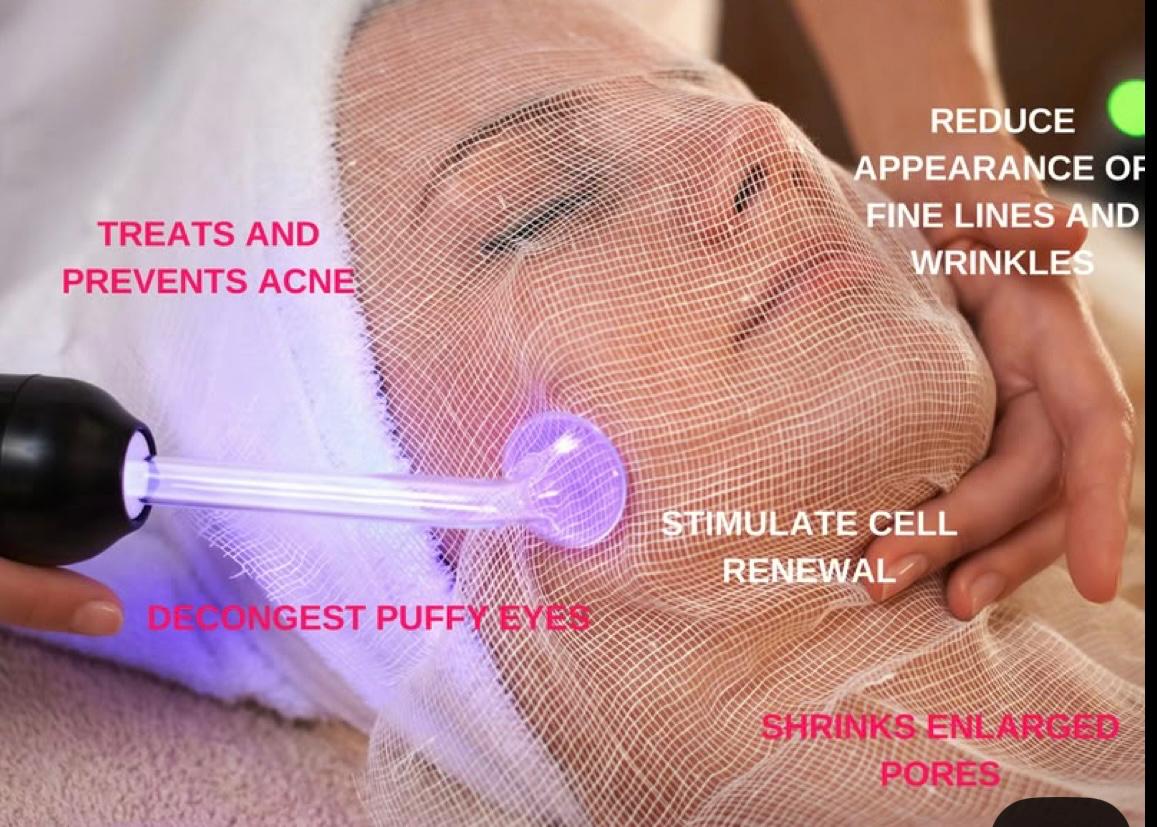 REDUCE
APPEARANCE OF
FINE LINES AND
WRINKLES
TREATS AND
PREVENTS ACNE
STIMULATE CELL
RENEWAL
DECONGEST PUFFY EYES
SHRINKS ENLARGED
PORES